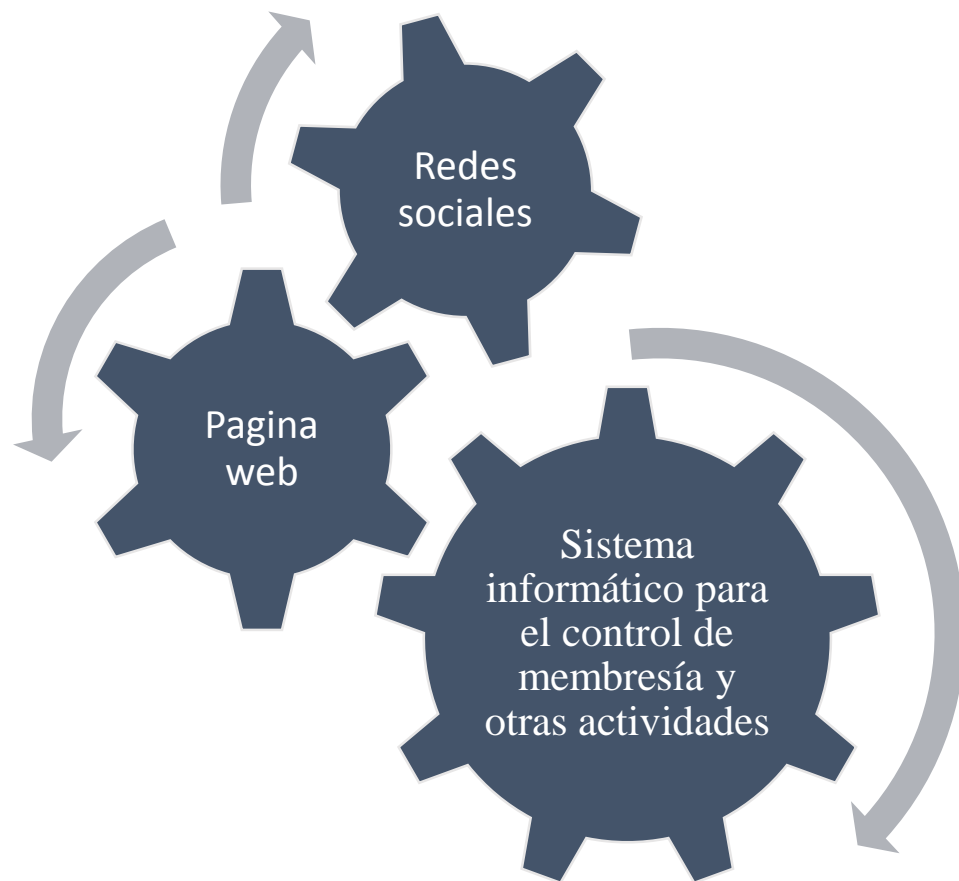 Redes
sociales
Pagina
web
Sistema
informático para
el control de
membresía y
otras actividades